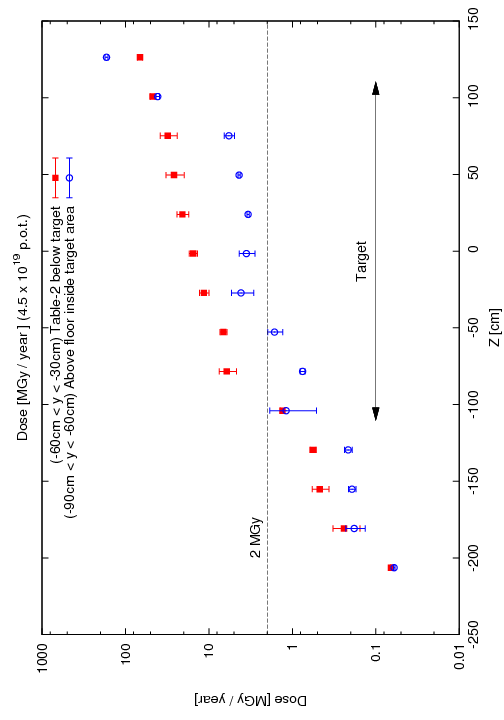 Dose [MGy / year ] (4.5 x 10^19 p.o.t.)
(-60cm < y < -30cm) Table-2 below target
(-90cm < y < -60cm) Above floor inside target area
Target
2 MGy
Dose [MGy / year]
1000
100
10
1
0.1
0.01
Z [cm]
-250
-200
-150
-100
-50
0
50
100
150